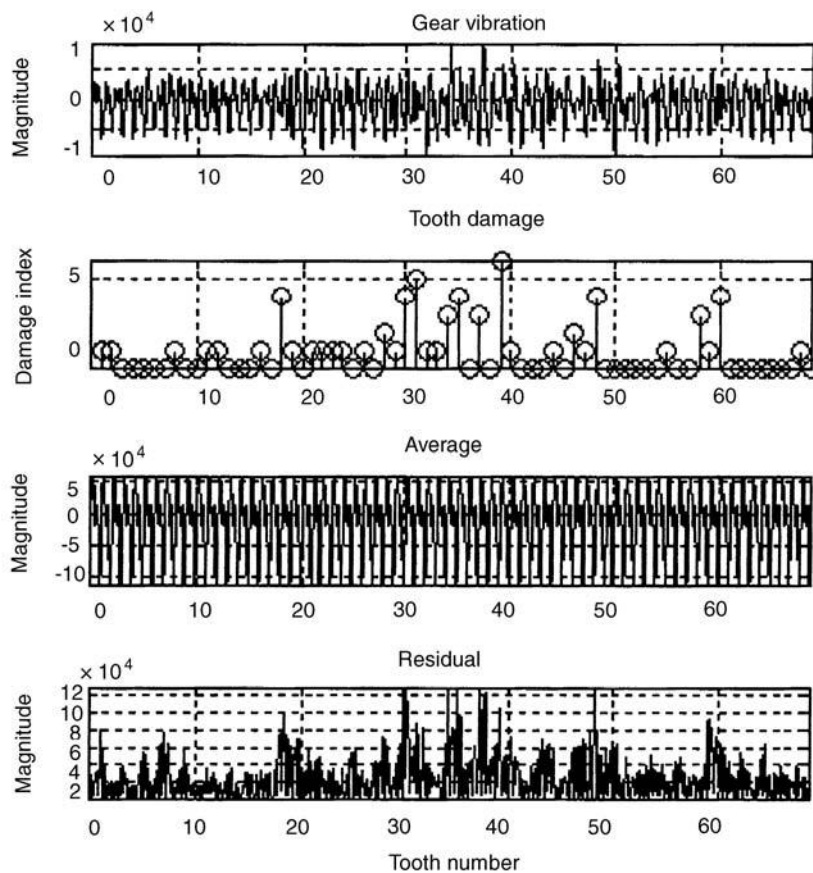 Gear vibration
× 10⁴
Magnitude
1
0
-1
0 10 20 30 40 50 60
Tooth damage
Damage index
5
0
0 10 20 30 40 50 60
Average
× 10⁴
Magnitude
5
0
-5
-10
0 10 20 30 40 50 60
Residual
× 10⁴
Magnitude
12
10
8
6
4
2
0 10 20 30 40 50 60
Tooth number